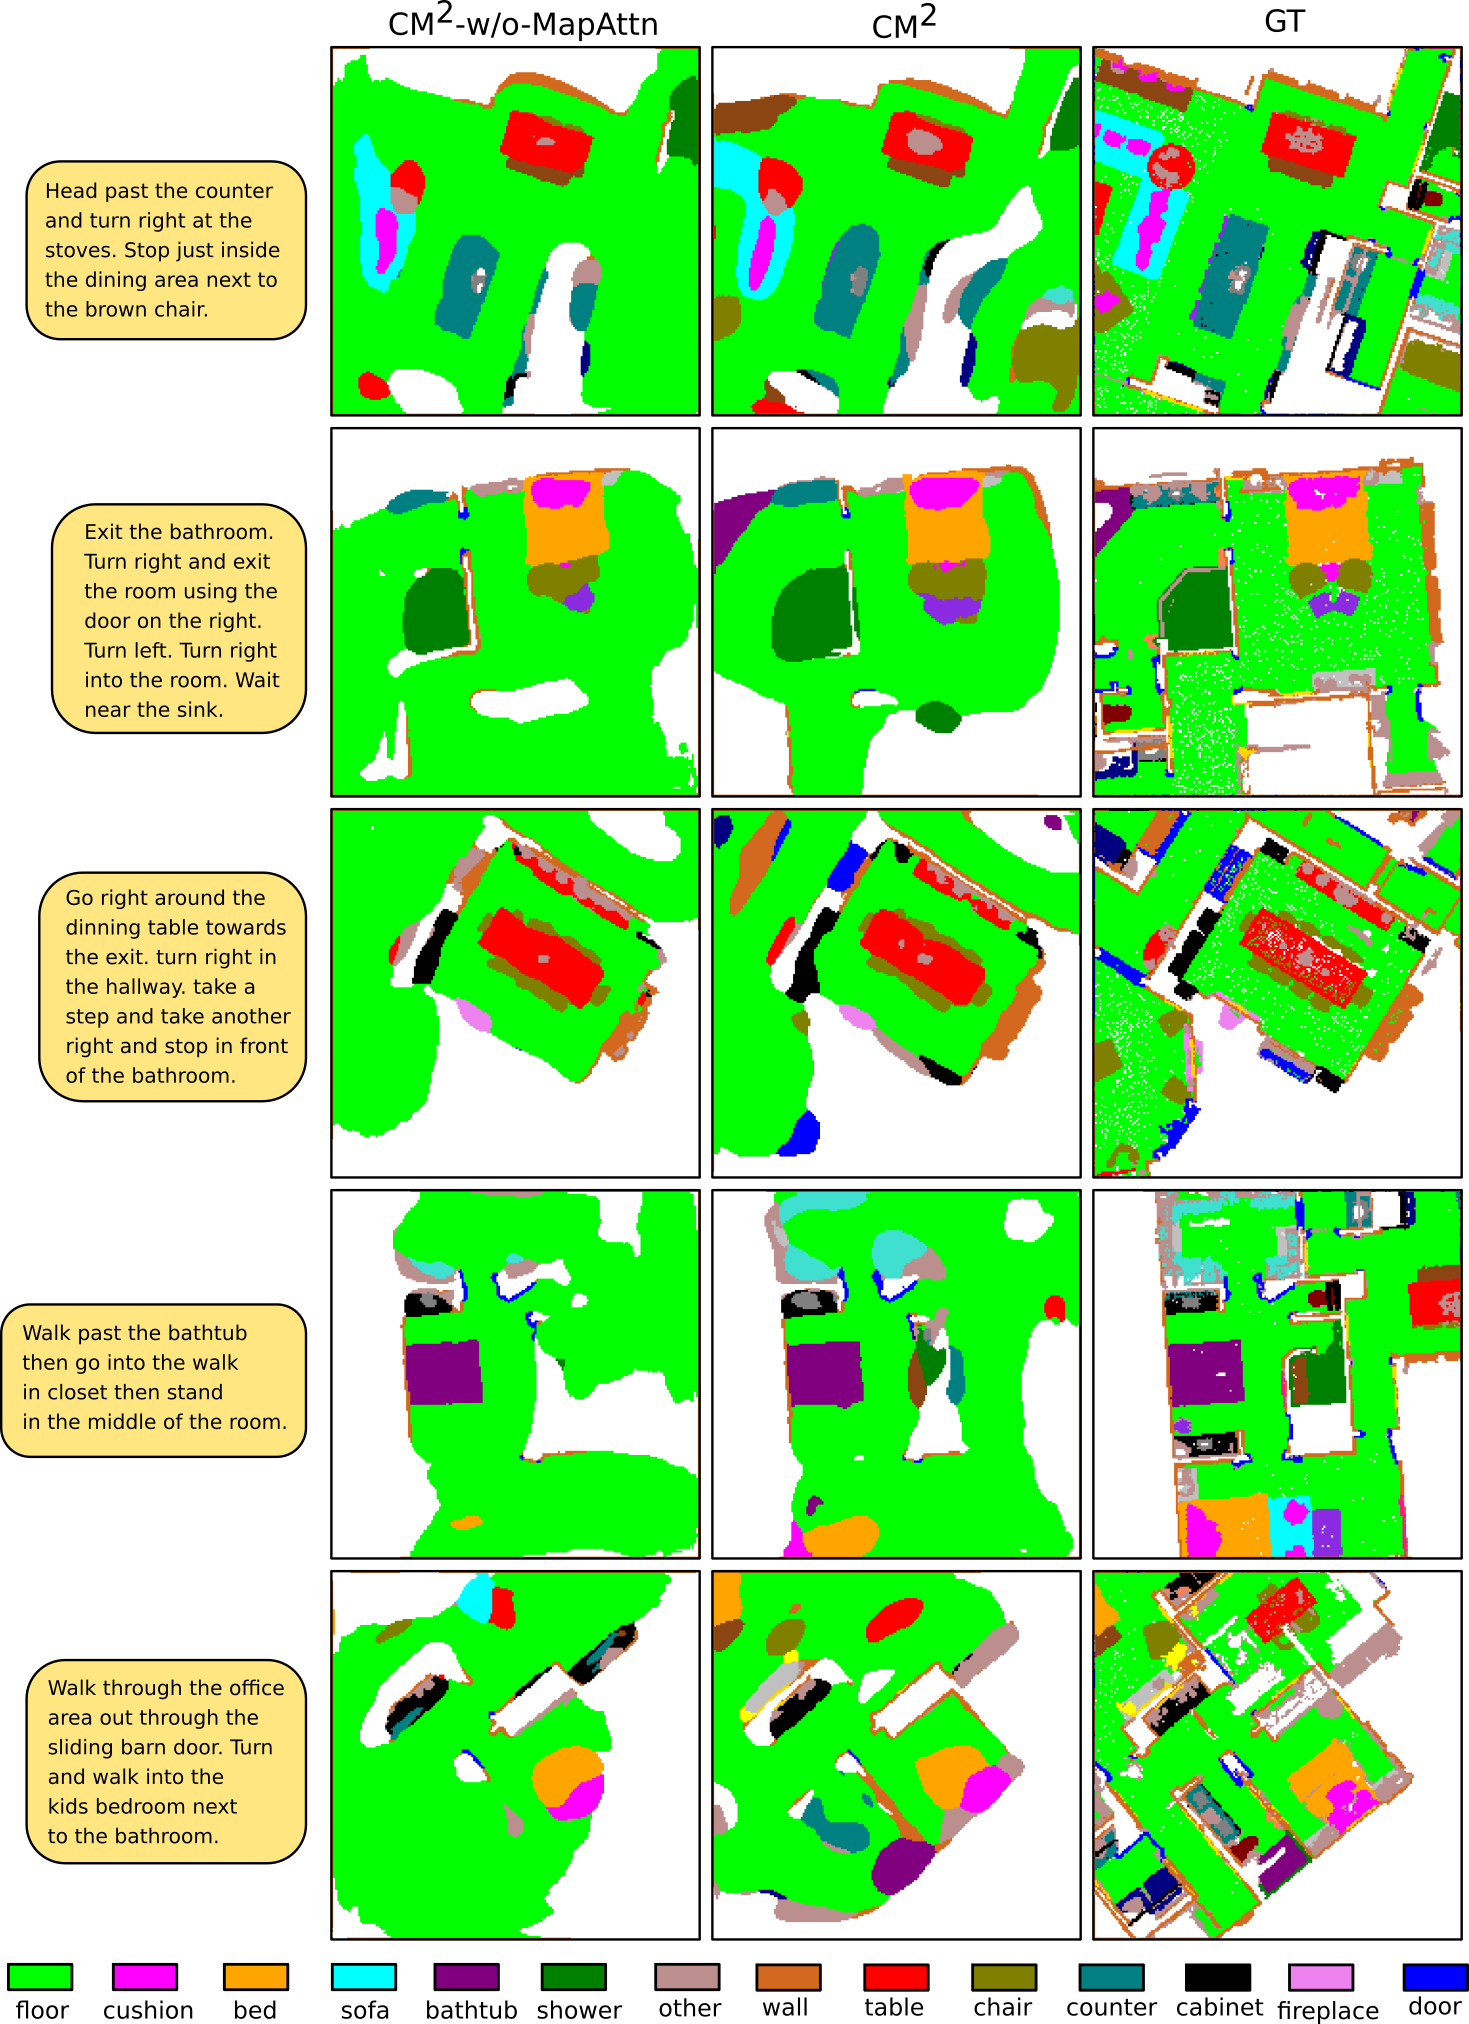 CM²-w/o-MapAttn CM² GT
Head past the counter
and turn right at the
stoves. Stop just inside
the dining area next to
the brown chair.
Exit the bathroom.
Turn right and exit
the room using the
door on the right.
Turn left. Turn right
into the room. Wait
near the sink.
Go right around the
dinning table towards
the exit. turn right in
the hallway. take a
step and take another
right and stop in front
of the bathroom.
Walk past the bathtub
then go into the walk
in closet then stand
in the middle of the room.
Walk through the office
area out through the
sliding barn door. Turn
and walk into the
kids bedroom next
to the bathroom.
floor cushion bed sofa bathtub shower other wall table chair counter cabinet fireplace door